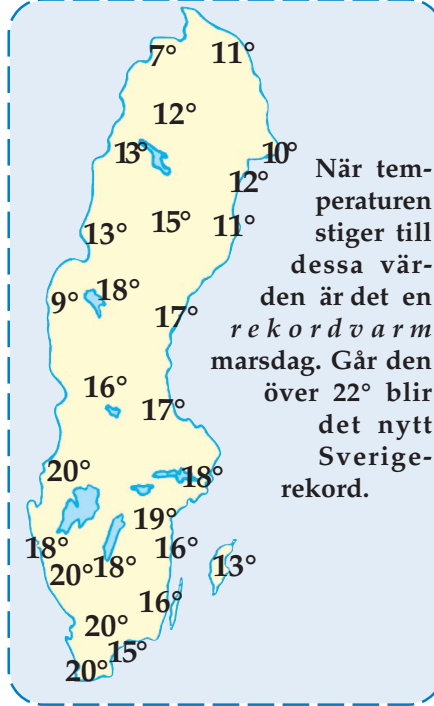 7° 11°
12°
13° 10°
12°
13° 15° 11°
9° 18°
17°
16°
17°
20° 18°
19°
18° 16°
20° 18° 13°
16°
20°
15°
20°
När tem-
peraturen
stiger till
dessa vär-
den är det en
rekordvarm
marsdag. Går den
över 22° blir
det nytt
Sverige-
rekord.